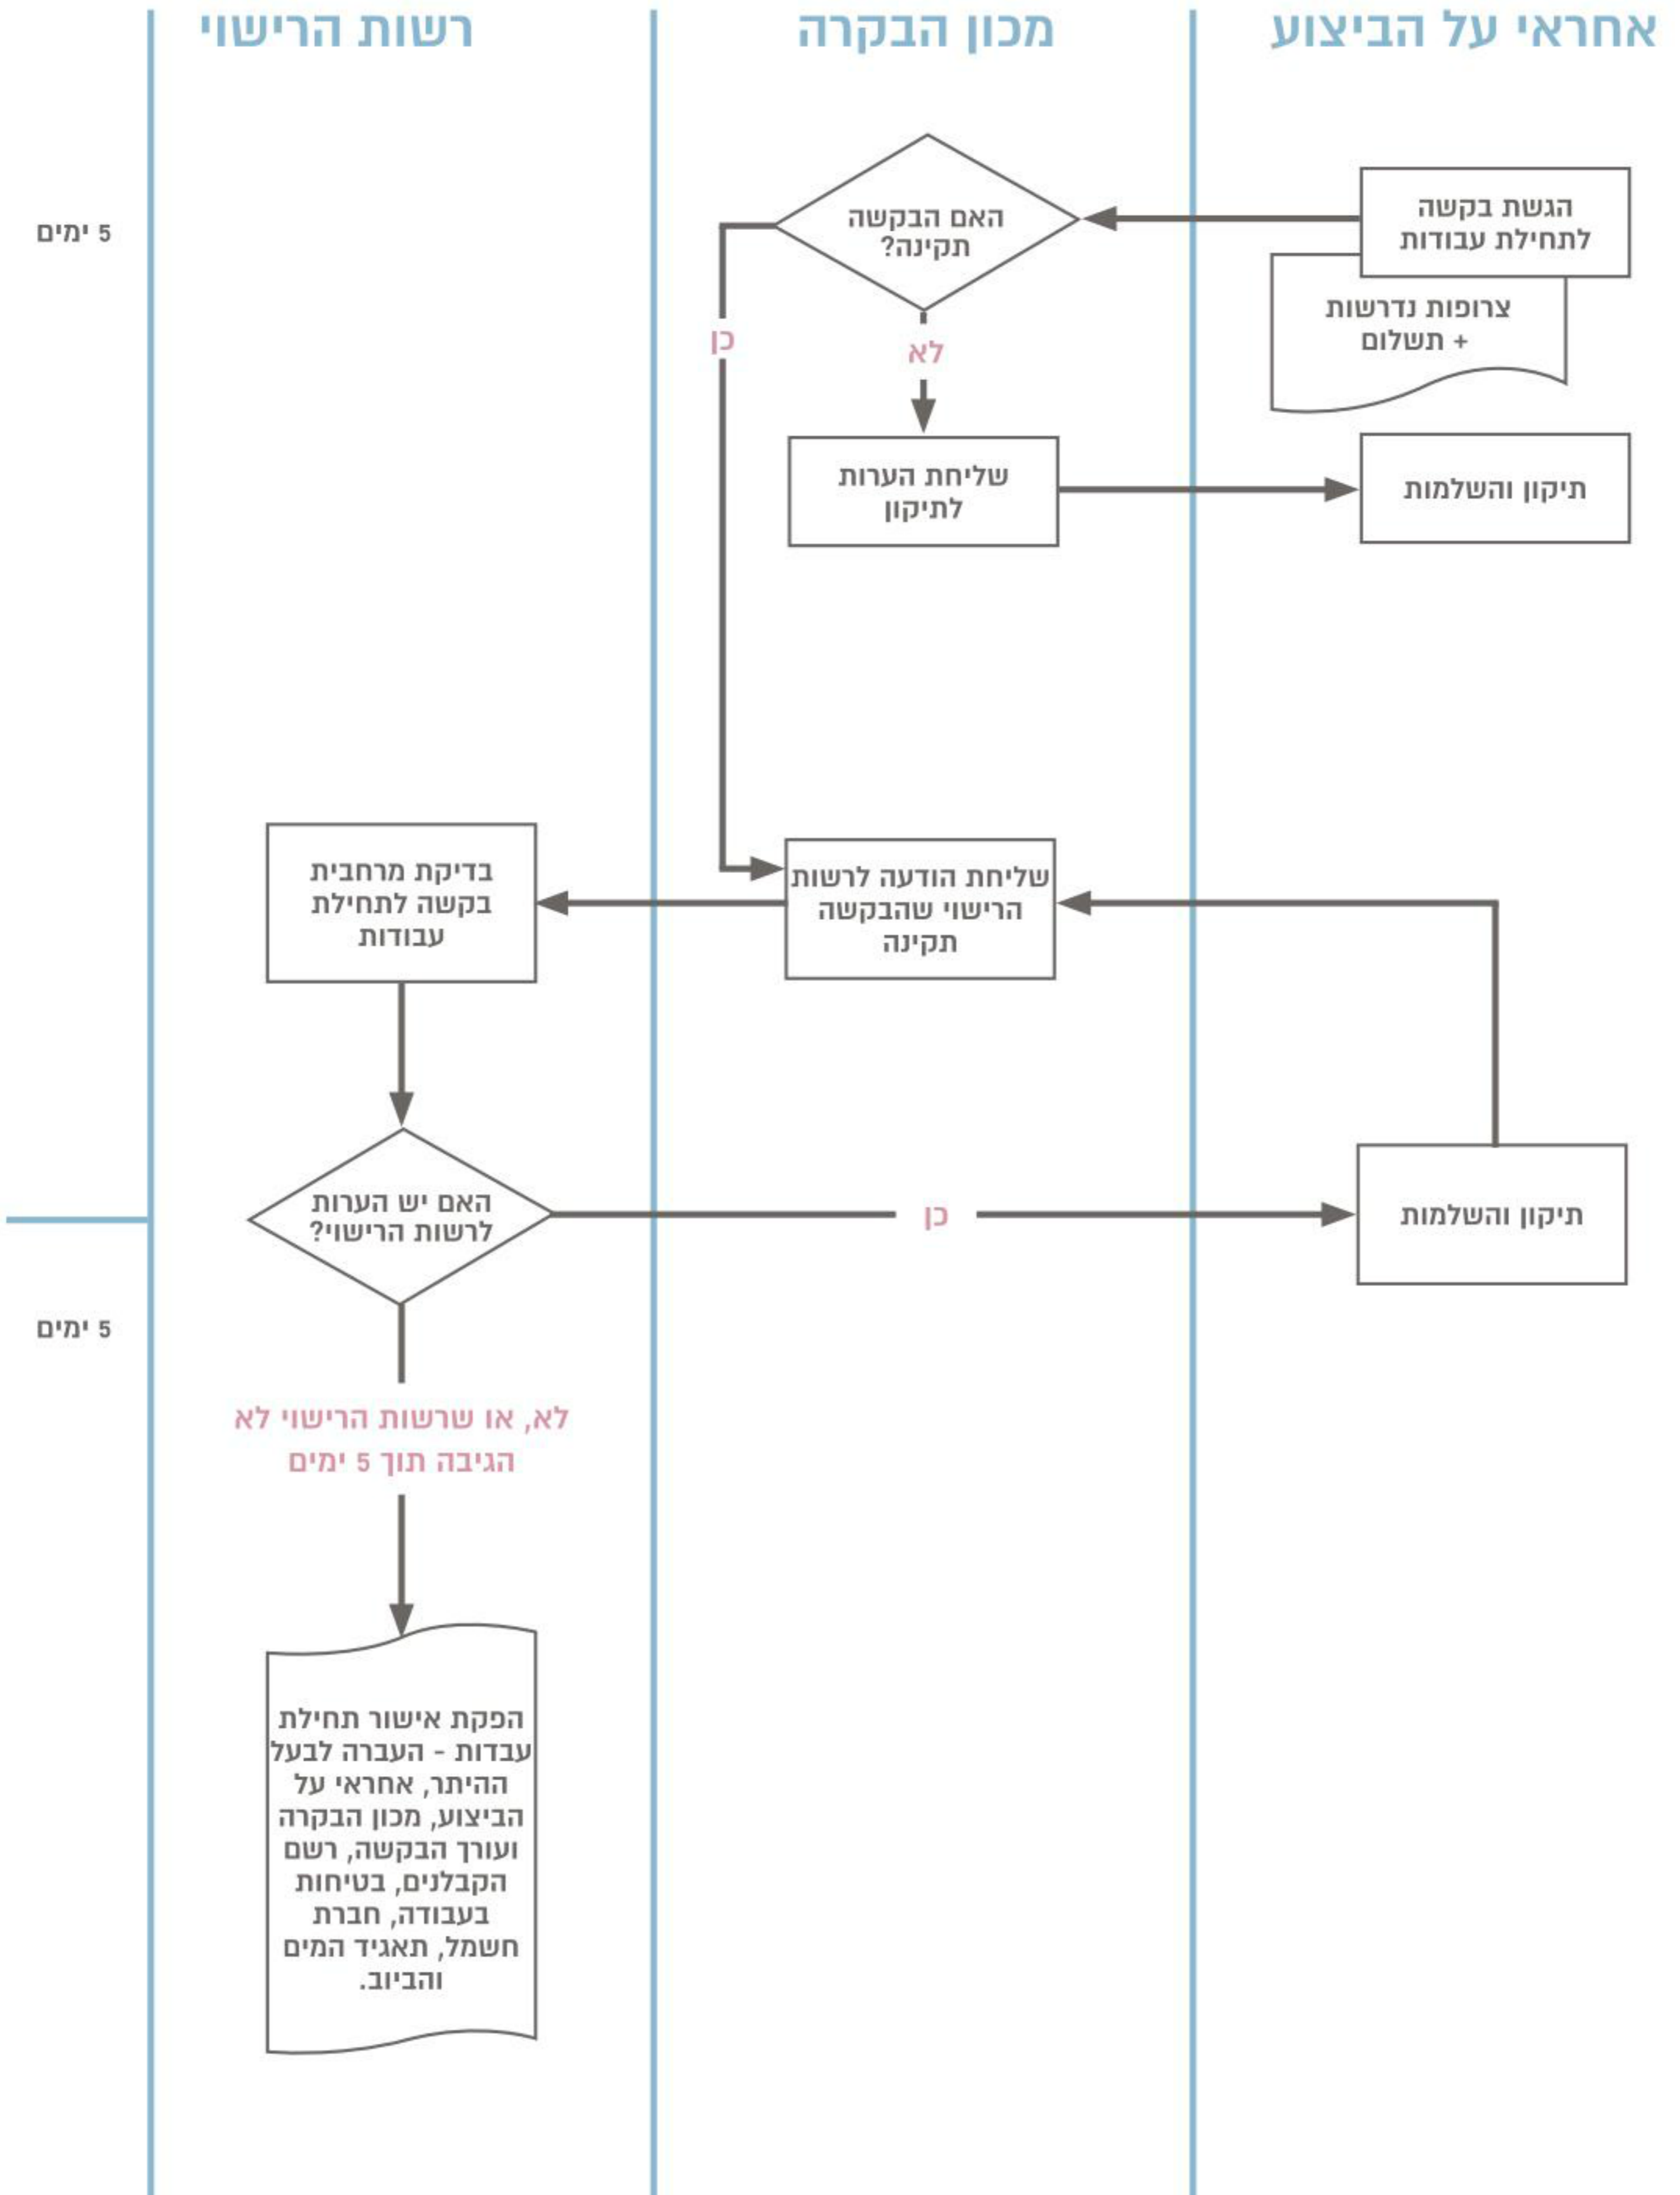 אחראי על הביצוע
מכון הבקרה
רשות הרישוי
הגשת בקשה
לתחילת עבודות
צרופות נדרשות
+ תשלום
האם הבקשה
תקינה?
5 ימים
כן
לא
שליחת הערות
לתיקון
תיקון והשלמות
שליחת הודעה לרשות
הרישוי שהבקשה
תקינה
בדיקת מרחבית
בקשה לתחילת
עבודות
האם יש הערות
לרשות הרישוי?
כן
תיקון והשלמות
5 ימים
לא, או שרשות הרישוי לא
הגיבה תוך 5 ימים
הפקת אישור תחילת
עבדות - העברה לבעל
ההיתר, אחראי על
הביצוע, מכון הבקרה
ועורך הבקשה, רשם
הקבלנים, בטיחות
בעבודה, חברת
חשמל, תאגיד המים
והביוב.